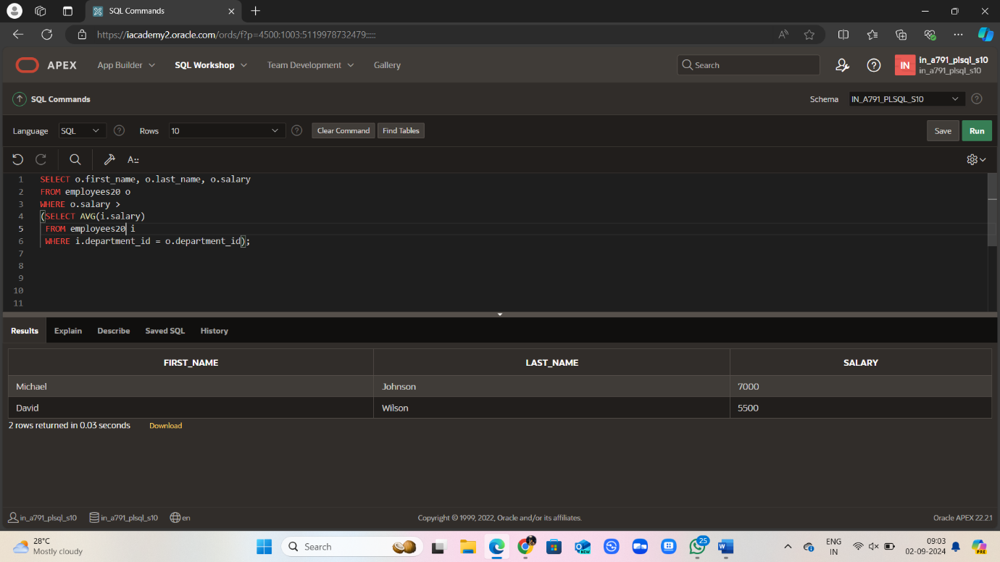 SQL Commands
https://iacademy2.oracle.com/ords/f?p=4500:1003:5119978732479:::::
APEX App Builder SQL Workshop Team Development Gallery Search IN in_a791_plsql_s10
in_a791_plsql_s10
SQL Commands Schema IN_A791_PLSQL_S10
Language SQL Rows 10 Clear Command Find Tables Save Run
A::
1 SELECT o.first_name, o.last_name, o.salary
2 FROM employees20 o
3 WHERE o.salary >
4 (SELECT AVG(i.salary)
5 FROM employees20 i
6 WHERE i.department_id = o.department_id);
7
8
9
10
11
Results Explain Describe Saved SQL History
FIRST_NAME LAST_NAME SALARY
Michael Johnson 7000
David Wilson 5500
2 rows returned in 0.03 seconds Download
in_a791_plsql_s10 in_a791_plsql_s10 en Copyright © 1999, 2022, Oracle and/or its affiliates. Oracle APEX 22.2.1
28°C
Mostly cloudy
Search
NEW
25
W
ENG
IN
09:03
02-09-2024
PRE